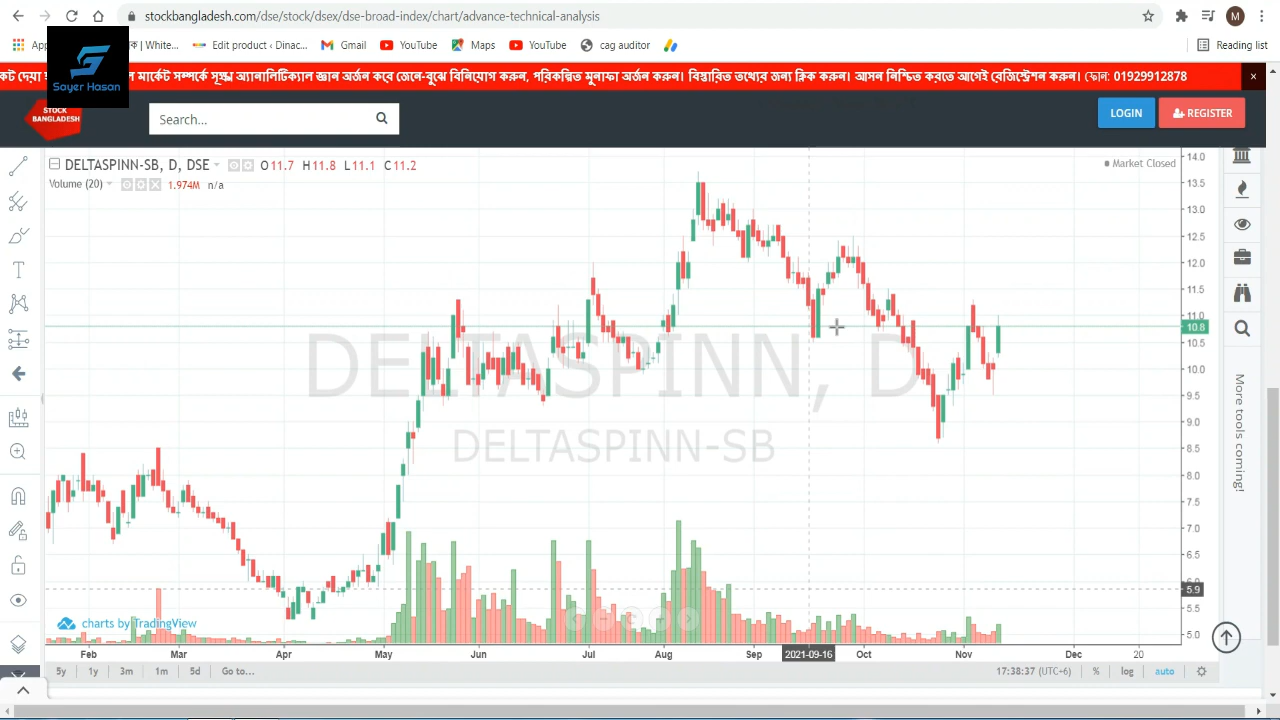 stockbangladesh.com/dse/stock/dsex/dse-broad-index/chart/advance-technical-analysis
M
| White...
Edit product ‹ Dinac...
Gmail
YouTube
Maps
YouTube
cag auditor
Reading list
Sayer Hasan
মার্কেট সম্পর্কে সূক্ষ্ম অ্যানালিটিক্যাল জ্ঞান অর্জন করে জেনে-বুঝে বিনিয়োগ করুন, পরিকল্পিত মুনাফা অর্জন করুন। বিস্তারিত তথ্যের জন্য ক্লিক করুন। আসন নিশ্চিত করতে আগেই রেজিস্ট্রেশন করুন। (ফোন: 01929912878
STOCK
BANGLADESH
Search...
LOGIN
REGISTER
DELTASPINN-SB, D, DSE
O 11.7 H 11.8 L 11.1 C 11.2
Market Closed
Volume (20)
1.974M n/a
DELTASPINN, D
DELTASPINN-SB
14.0
13.5
13.0
12.5
12.0
11.5
11.0
10.8
10.5
10.0
9.5
9.0
8.5
8.0
7.5
7.0
6.5
6.0
5.9
5.5
5.0
More tools coming!
charts by TradingView
Feb Mar Apr May Jun Jul Aug Sep 2021-09-16 Oct Nov Dec 20
5y 1y 3m 1m 5d Go to... 17:38:37 (UTC+6) % log auto